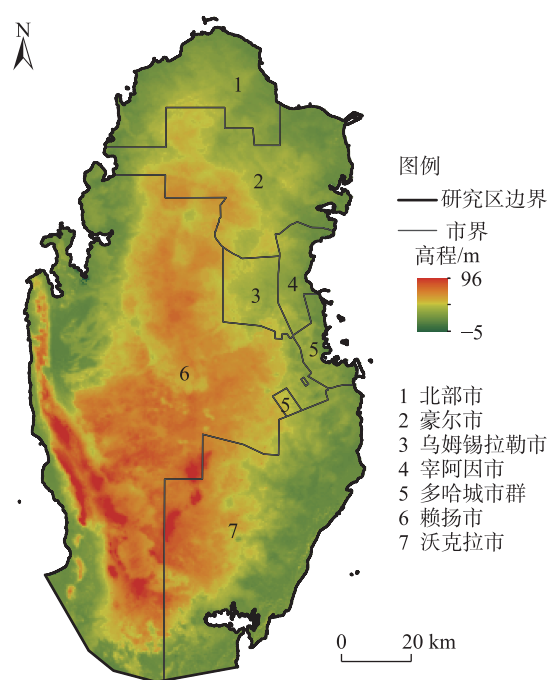 N
1
2
3
4
5
6
5
7
图例
研究区边界
市界
高程/m
96
–5
1 北部市
2 豪尔市
3 乌姆锡拉勒市
4 宰阿因市
5 多哈城市群
6 赖扬市
7 沃克拉市
0 20 km